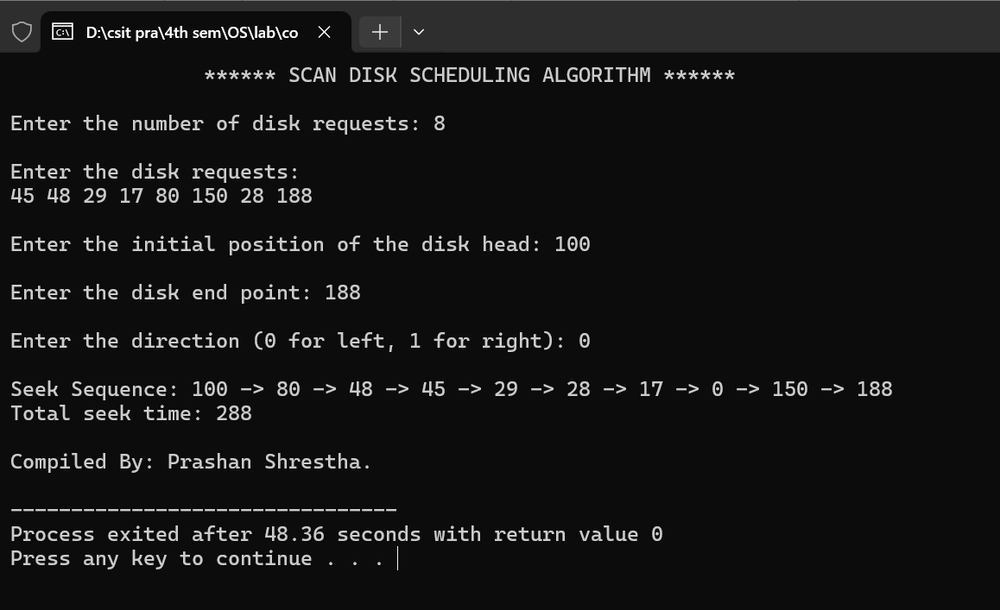 D:\csit pra\4th sem\OS\lab\co
****** SCAN DISK SCHEDULING ALGORITHM ******
Enter the number of disk requests: 8
Enter the disk requests:
45 48 29 17 80 150 28 188
Enter the initial position of the disk head: 100
Enter the disk end point: 188
Enter the direction (0 for left, 1 for right): 0
Seek Sequence: 100 -> 80 -> 48 -> 45 -> 29 -> 28 -> 17 -> 0 -> 150 -> 188
Total seek time: 288
Compiled By: Prashan Shrestha.
--------------------------------
Process exited after 48.36 seconds with return value 0
Press any key to continue . . .